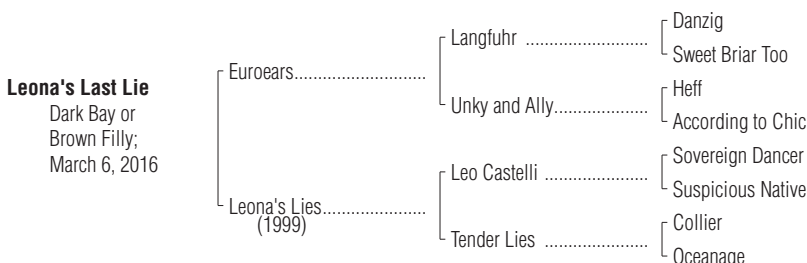 Leona's Last Lie
Dark Bay or
Brown Filly;
March 6, 2016
Euroears............................
Leona's Lies......................
(1999)
Langfuhr ..........................
Unky and Ally....................
Leo Castelli ......................
Tender Lies ......................
Danzig
Sweet Briar Too
Heff
According to Chic
Sovereign Dancer
Suspicious Native
Collier
Oceanage